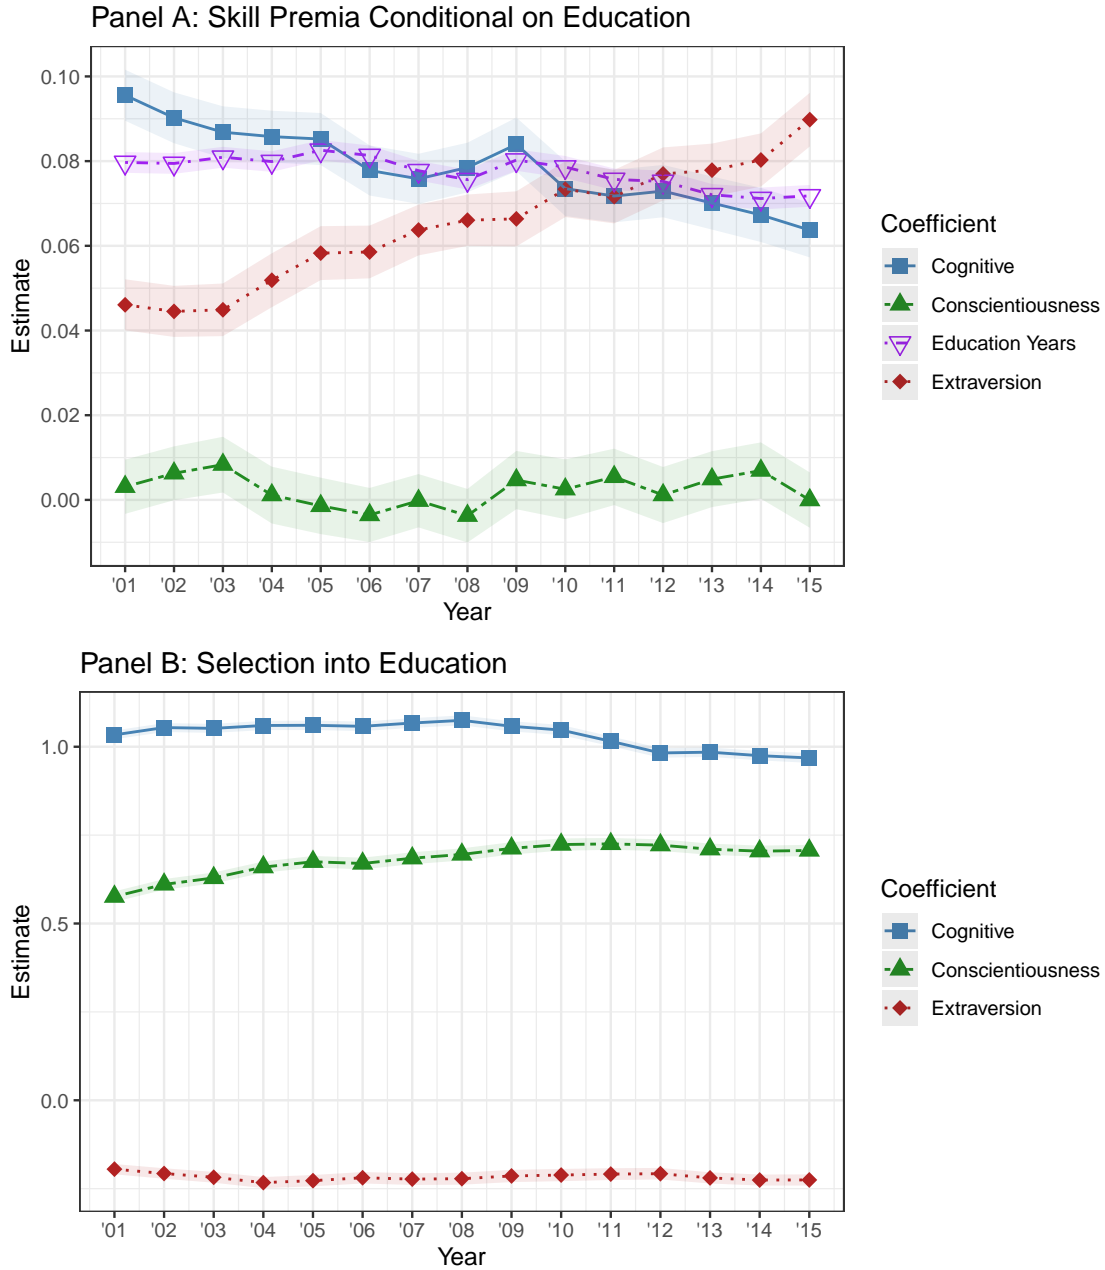 Panel A: Skill Premia Conditional on Education
Estimate
0.10
0.08
0.06
0.04
0.02
0.00
'01 '02 '03 '04 '05 '06 '07 '08 '09 '10 '11 '12 '13 '14 '15
Year
Coefficient
Cognitive
Conscientiousness
Education Years
Extraversion
Panel B: Selection into Education
Estimate
1.0
0.5
0.0
'01 '02 '03 '04 '05 '06 '07 '08 '09 '10 '11 '12 '13 '14 '15
Year
Coefficient
Cognitive
Conscientiousness
Extraversion